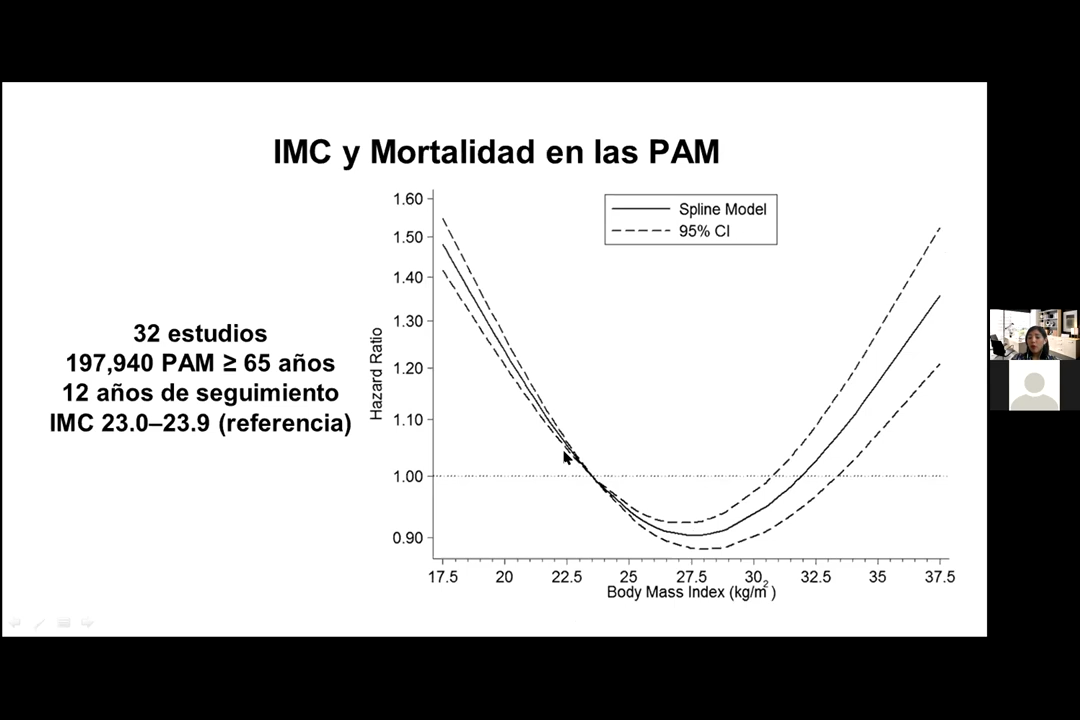 IMC y Mortalidad en las PAM
32 estudios
197,940 PAM ≥ 65 años
12 años de seguimiento
IMC 23.0–23.9 (referencia)
Hazard Ratio
1.60
1.50
1.40
1.30
1.20
1.10
1.00
0.90
Spline Model
95% CI
17.5 20 22.5 25 27.5 30 32.5 35 37.5
Body Mass Index (kg/m²)